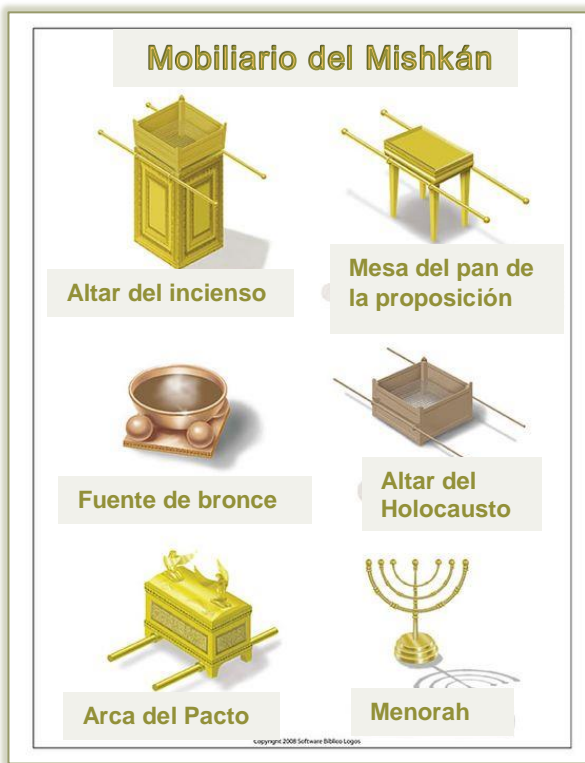 Mobiliario del Mishkán
Altar del incienso
Mesa del pan de
la proposición
Fuente de bronce
Altar del
Holocausto
Arca del Pacto
Menorah
Copyright 2008 Software Bíblico Logos